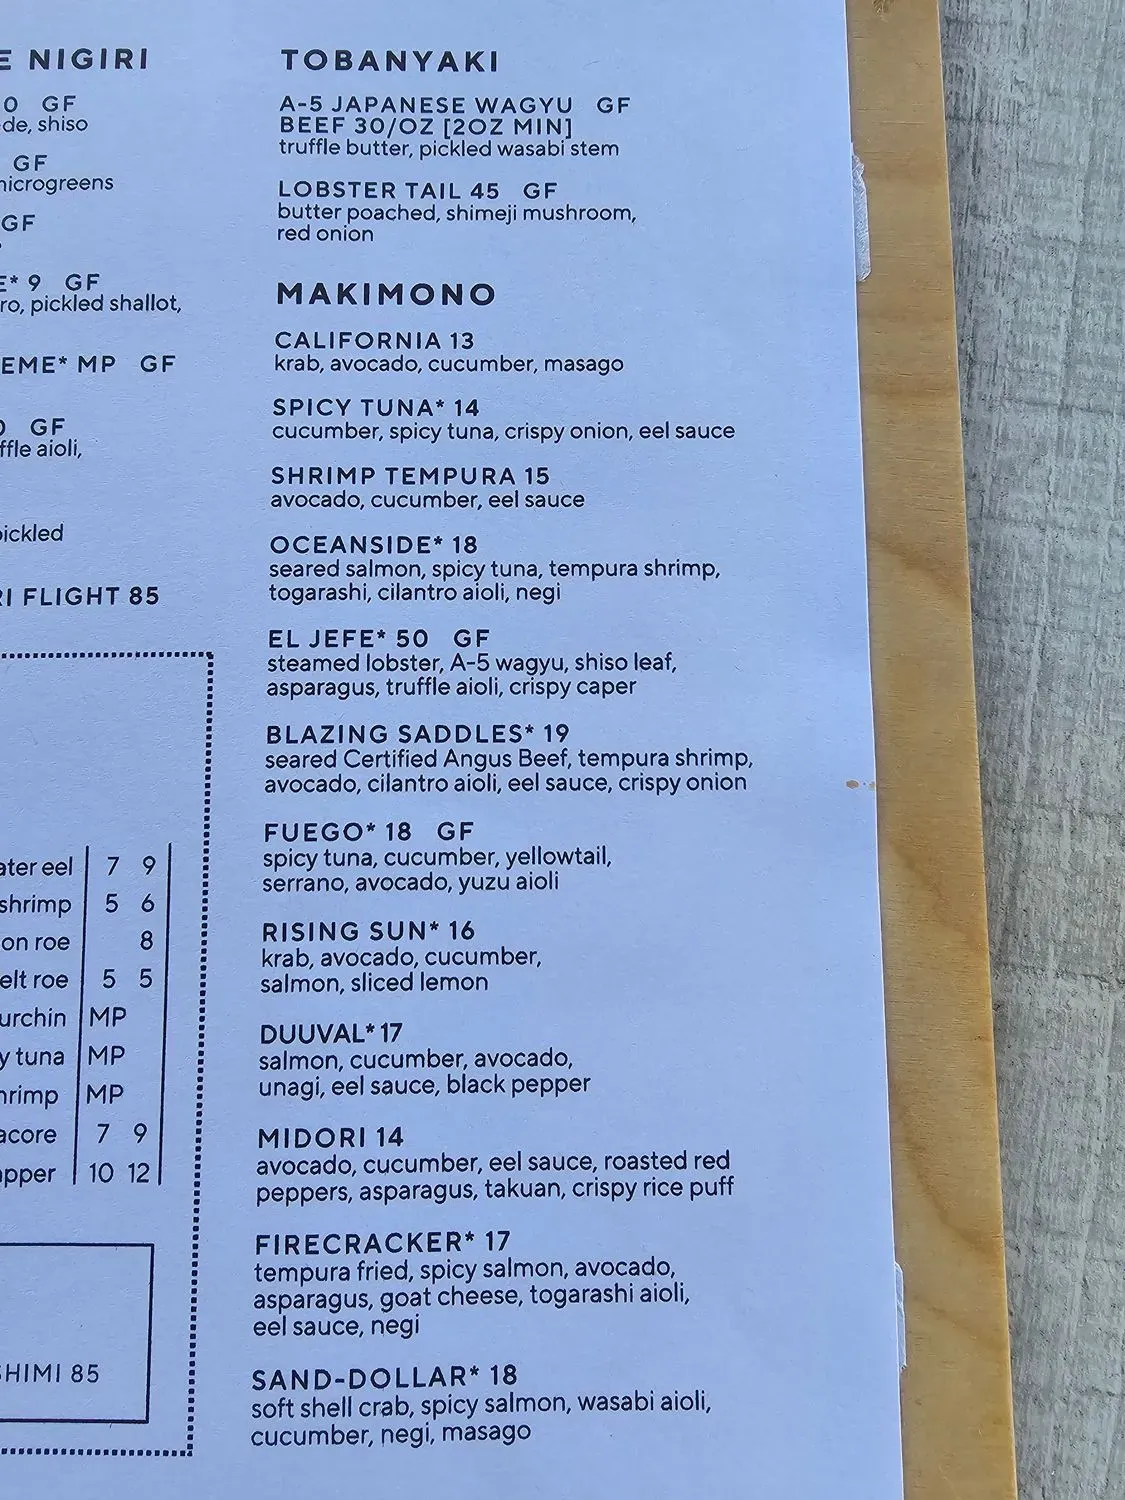 E NIGIRI
0 GF
de, shiso
GF
microgreens
GF
E* 9 GF
ro, pickled shallot,
EME* MP GF
GF
ffle aioli,
pickled
RI FLIGHT 85
ater eel 7 9
shrimp 5 6
on roe 8
elt roe 5 5
urchin MP
y tuna MP
hrimp MP
acore 7 9
apper 10 12
SHIMI 85
TOBANYAKI
A-5 JAPANESE WAGYU GF
BEEF 30/OZ [2OZ MIN]
truffle butter, pickled wasabi stem
LOBSTER TAIL 45 GF
butter poached, shimeji mushroom,
red onion
MAKIMONO
CALIFORNIA 13
krab, avocado, cucumber, masago
SPICY TUNA* 14
cucumber, spicy tuna, crispy onion, eel sauce
SHRIMP TEMPURA 15
avocado, cucumber, eel sauce
OCEANSIDE* 18
seared salmon, spicy tuna, tempura shrimp,
togarashi, cilantro aioli, negi
EL JEFE* 50 GF
steamed lobster, A-5 wagyu, shiso leaf,
asparagus, truffle aioli, crispy caper
BLAZING SADDLES* 19
seared Certified Angus Beef, tempura shrimp,
avocado, cilantro aioli, eel sauce, crispy onion
FUEGO* 18 GF
spicy tuna, cucumber, yellowtail,
serrano, avocado, yuzu aioli
RISING SUN* 16
krab, avocado, cucumber,
salmon, sliced lemon
DUUVAL* 17
salmon, cucumber, avocado,
unagi, eel sauce, black pepper
MIDORI 14
avocado, cucumber, eel sauce, roasted red
peppers, asparagus, takuan, crispy rice puff
FIRECRACKER* 17
tempura fried, spicy salmon, avocado,
asparagus, goat cheese, togarashi aioli,
eel sauce, negi
SAND-DOLLAR* 18
soft shell crab, spicy salmon, wasabi aioli,
cucumber, negi, masago